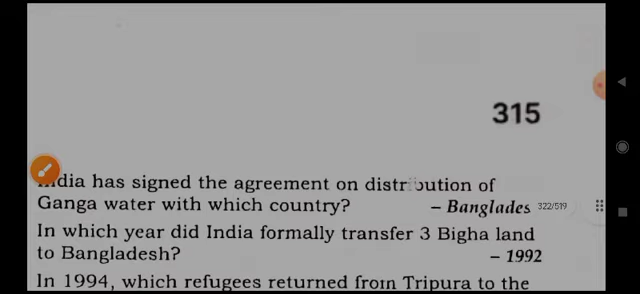 315
India has signed the agreement on distribution of
Ganga water with which country? – Banglades 322/519
In which year did India formally transfer 3 Bigha land
to Bangladesh? – 1992
In 1994, which refugees returned from Tripura to the